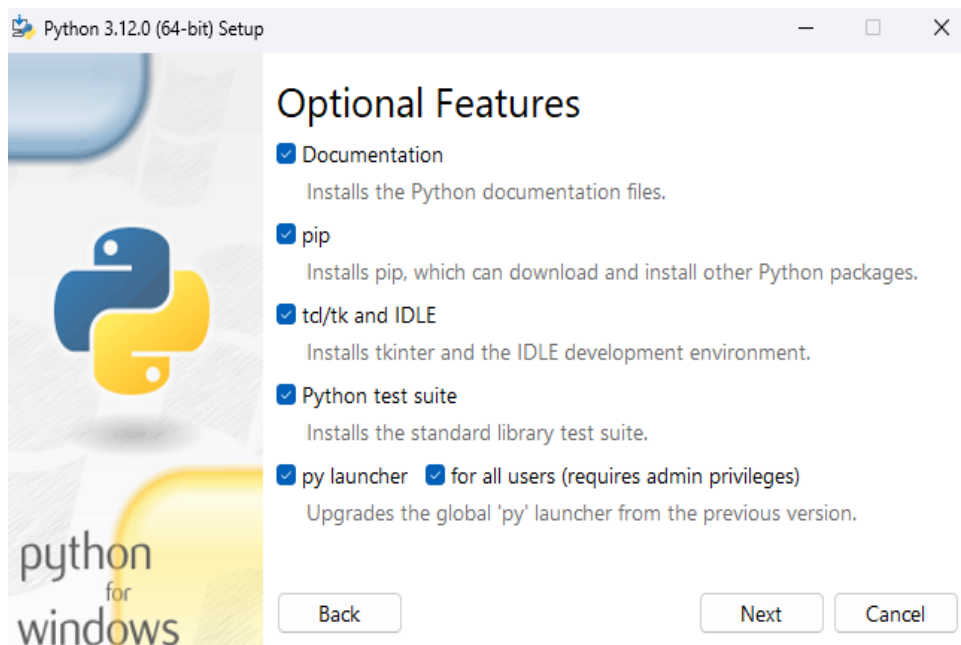 Python 3.12.0 (64-bit) Setup
Optional Features
Documentation
Installs the Python documentation files.
pip
Installs pip, which can download and install other Python packages.
tcl/tk and IDLE
Installs tkinter and the IDLE development environment.
Python test suite
Installs the standard library test suite.
py launcher for all users (requires admin privileges)
Upgrades the global 'py' launcher from the previous version.
python
for
windows
Back Next Cancel